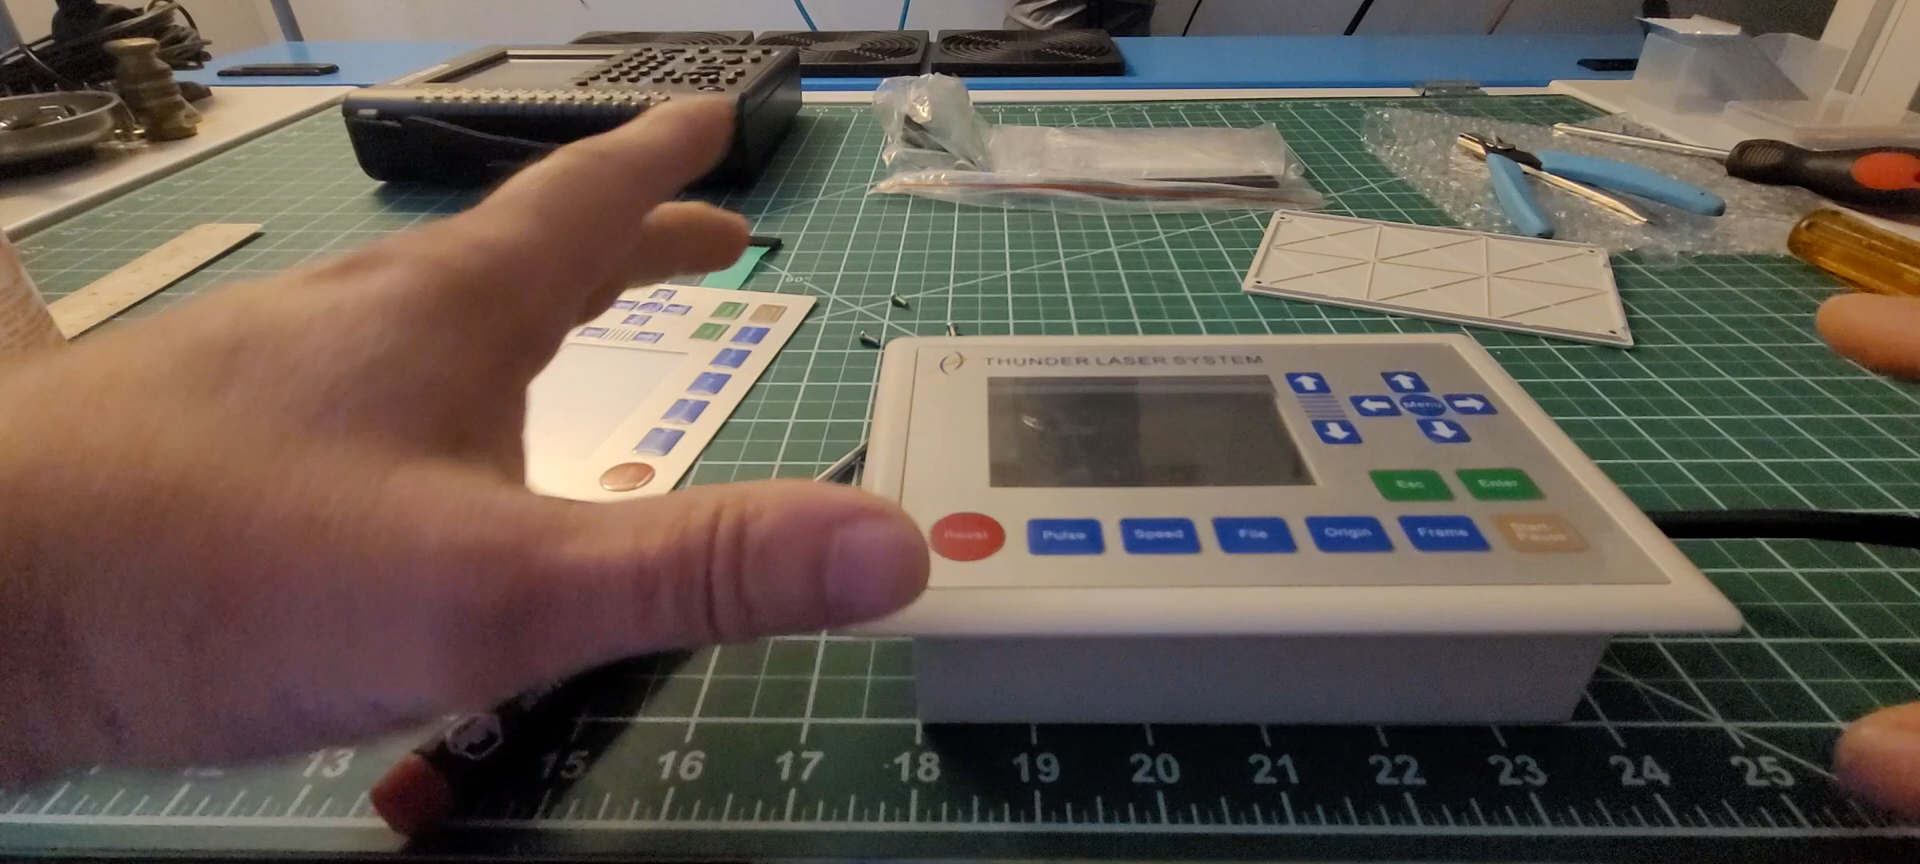 THUNDER LASER SYSTEM
Menu
Esc Enter
Reset Pulse Speed File Origin Frame Start-
Pause
13 15 16 17 18 19 20 21 22 23 24 25